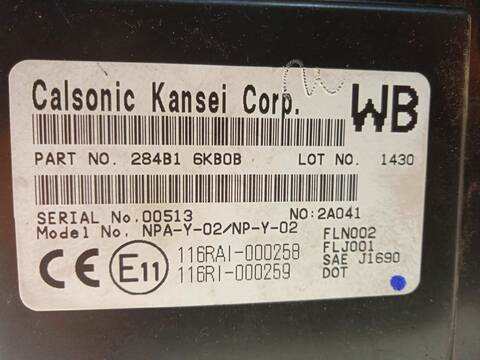 Calsonic Kansei Corp. WB
PART NO. 284B1 6KB0B LOT NO. 1430
SERIAL No.00513 NO:2A041
Model No. NPA-Y-02/NP-Y-02 FLN002
CE E11 116RAI-000258 FLJ001
116RI-000259 SAE J1690
DOT